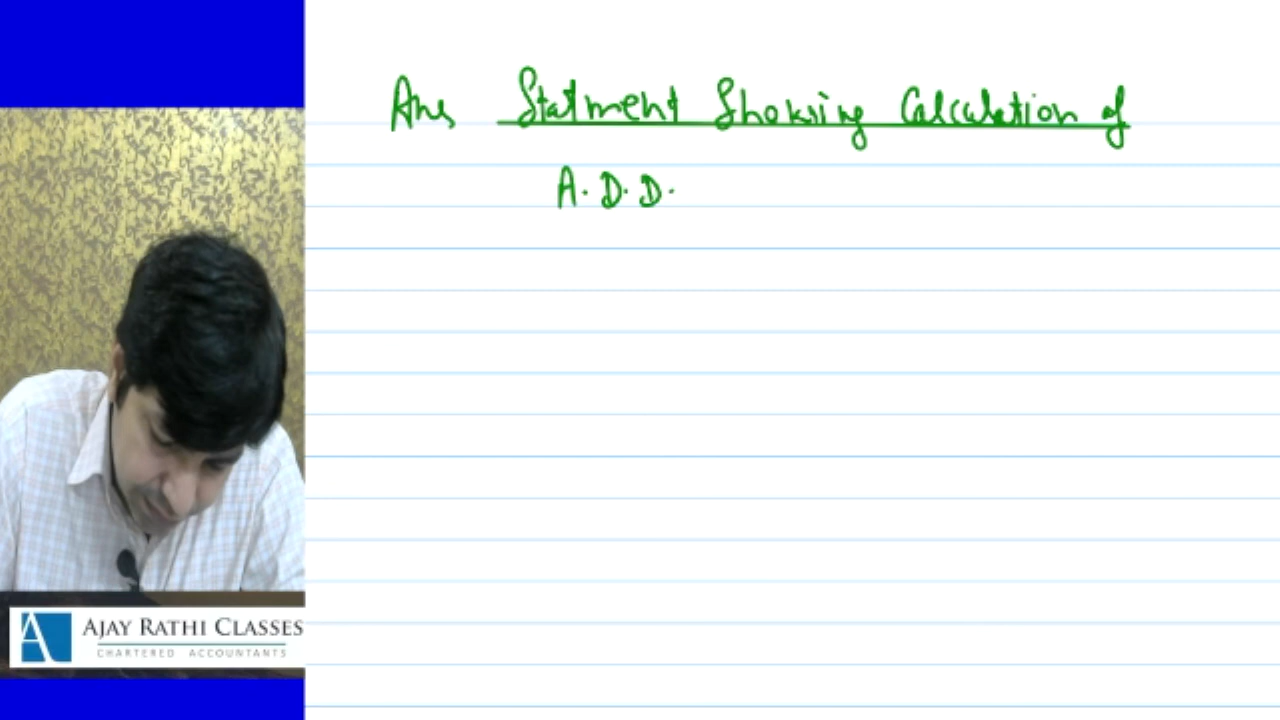 Ans Statment Showing Calculation of
A.D.D.
AJAY RATHI CLASSES
CHARTERED ACCOUNTANTS